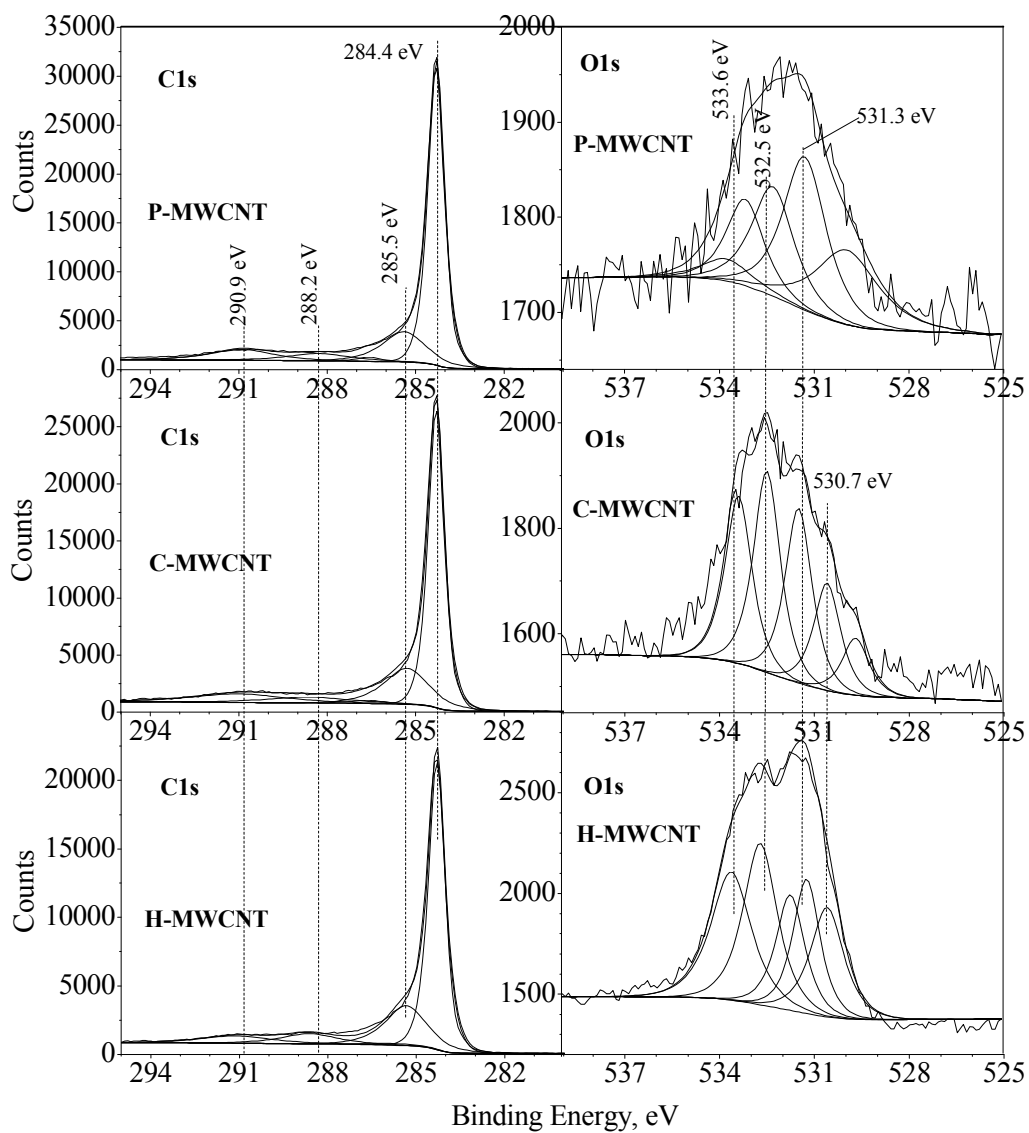 35000
30000
25000
20000
15000
10000
5000
0
Counts
C1s
P-MWCNT
284.4 eV
285.5 eV
288.2 eV
290.9 eV
294 291 288 285 282
2000
1900
1800
1700
O1s
P-MWCNT
533.6 eV
532.5 eV
531.3 eV
537 534 531 528 525
25000
20000
15000
10000
5000
0
Counts
C1s
C-MWCNT
294 291 288 285 282
2000
1800
1600
O1s
C-MWCNT
530.7 eV
537 534 531 528 525
20000
15000
10000
5000
0
Counts
C1s
H-MWCNT
294 291 288 285 282
2500
2000
1500
O1s
H-MWCNT
537 534 531 528 525
Binding Energy, eV